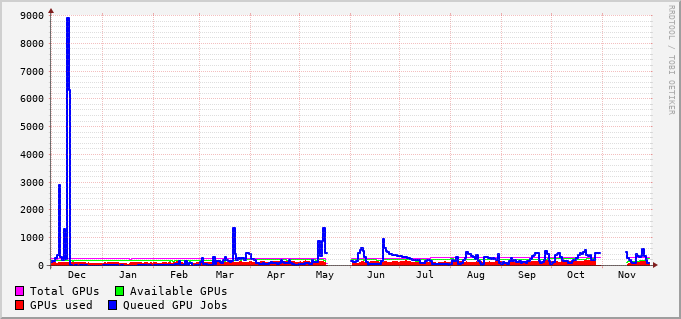 9000
8000
7000
6000
5000
4000
3000
2000
1000
0
Dec Jan Feb Mar Apr May Jun Jul Aug Sep Oct Nov
Total GPUs Available GPUs
GPUs used Queued GPU Jobs
RRDTOOL / TOBI OETIKER